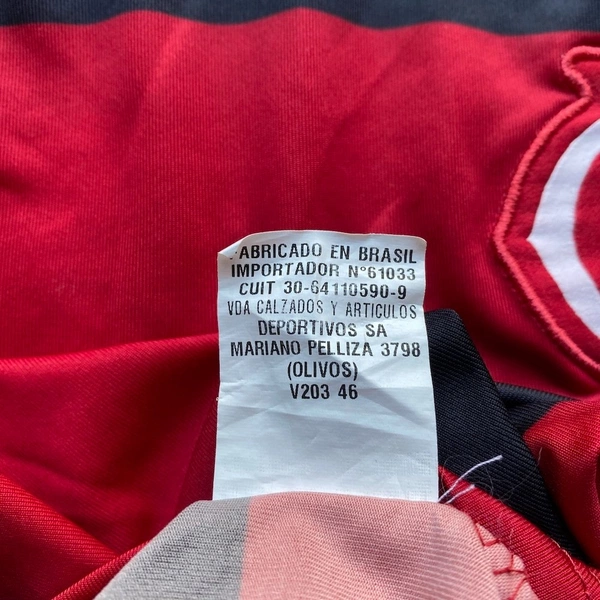 FABRICADO EN BRASIL
IMPORTADOR N°61033
CUIT 30-64110590-9
VDA CALZADOS Y ARTICULOS
DEPORTIVOS SA
MARIANO PELLIZA 3798
(OLIVOS)
V203 46